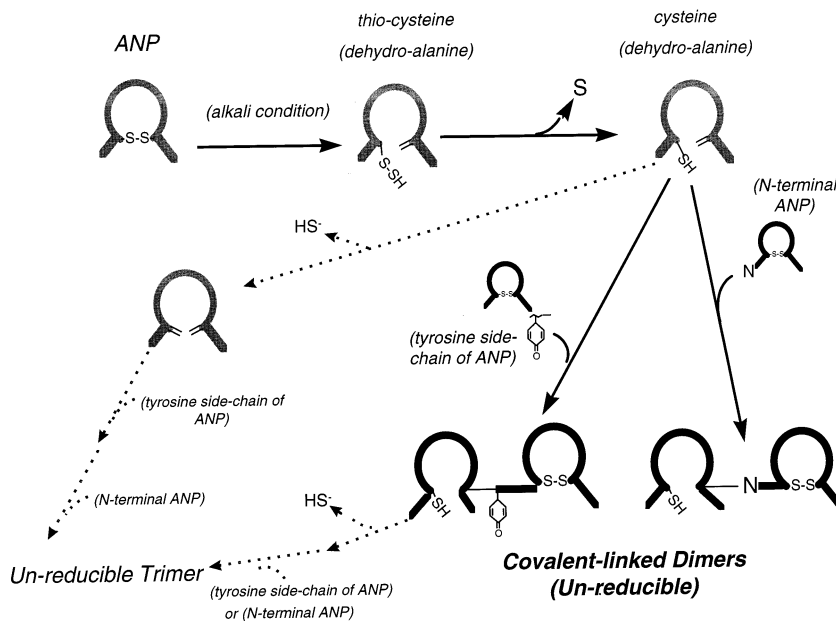 ANP
thio-cysteine
(dehydro-alanine)
cysteine
(dehydro-alanine)
(alkali condition)
S
S-S
S-SH
SH
HS-
(N-terminal
ANP)
N
S-S
S-S
(tyrosine side-
chain of ANP)
O
(tyrosine side-chain of
ANP)
(N-terminal ANP)
HS-
SH
S-S
O
SH
N
S-S
Un-reducible Trimer
(tyrosine side-chain of ANP)
or (N-terminal ANP)
Covalent-linked Dimers
(Un-reducible)